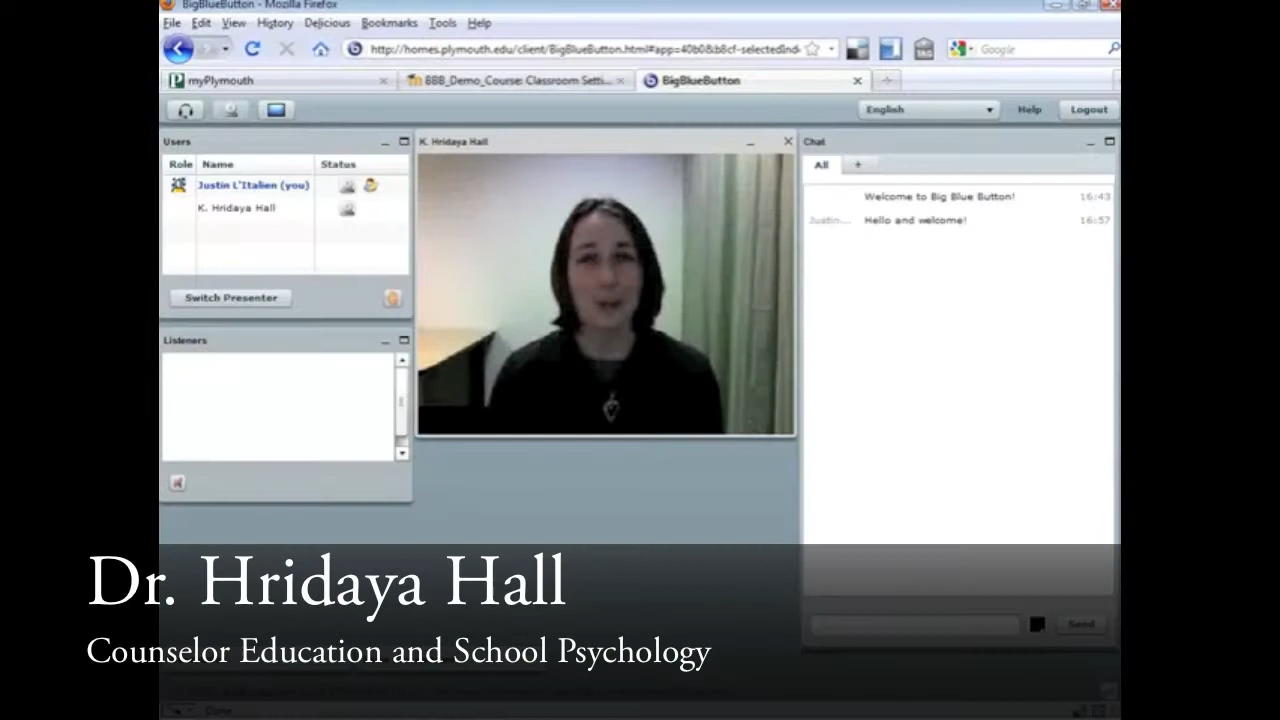 BigBlueButton - Mozilla Firefox
File Edit View History Delicious Bookmarks Tools Help
http://homes.plymouth.edu/client/BigBlueButton.html#app=40b0&b8cf-selectedInd
Google
myPlymouth
BBB_Demo_Course: Classroom Setti...
BigBlueButton
English
Help
Logout
Users
Role Name Status
Justin L'Italien (you)
K. Hridaya Hall
Switch Presenter
Listeners
K. Hridaya Hall
Chat
All +
Welcome to Big Blue Button! 16:43
Justin... Hello and welcome! 16:57
Send
Dr. Hridaya Hall
Counselor Education and School Psychology
Done